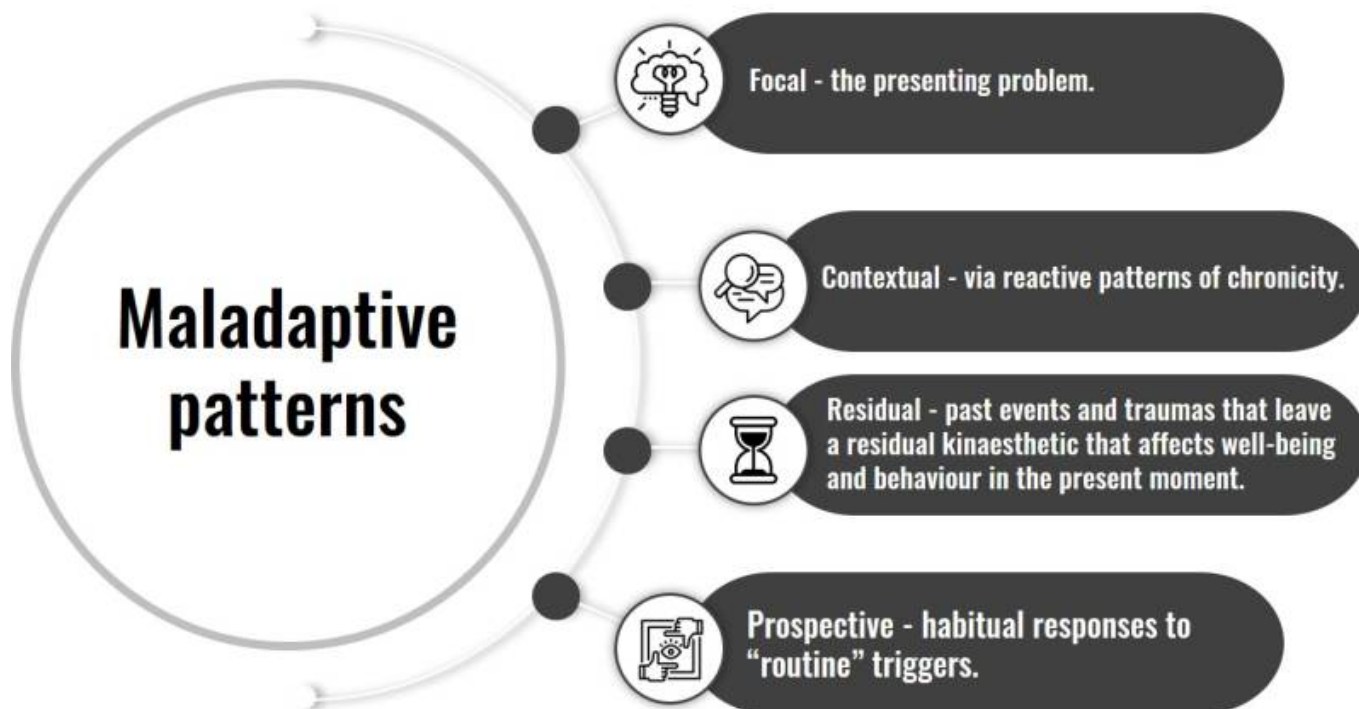 Maladaptive
patterns
Focal - the presenting problem.
Contextual - via reactive patterns of chronicity.
Residual - past events and traumas that leave
a residual kinaesthetic that affects well-being
and behaviour in the present moment.
Prospective - habitual responses to
“routine” triggers.